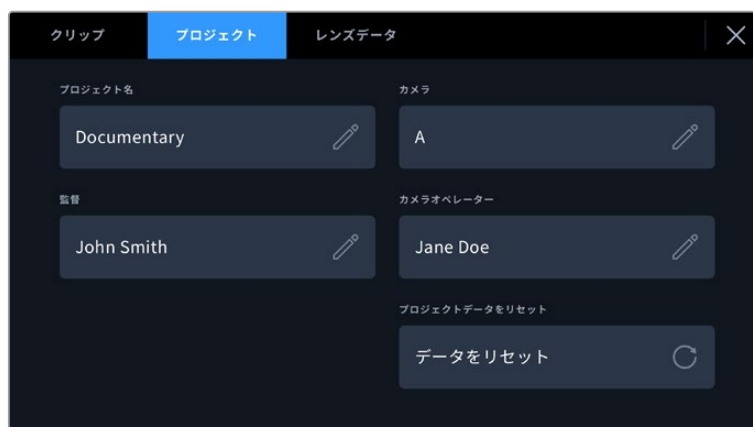 クリップ プロジェクト レンズデータ
プロジェクト名
Documentary
カメラ
A
監督
John Smith
カメラオペレーター
Jane Doe
プロジェクトデータをリセット
データをリセット